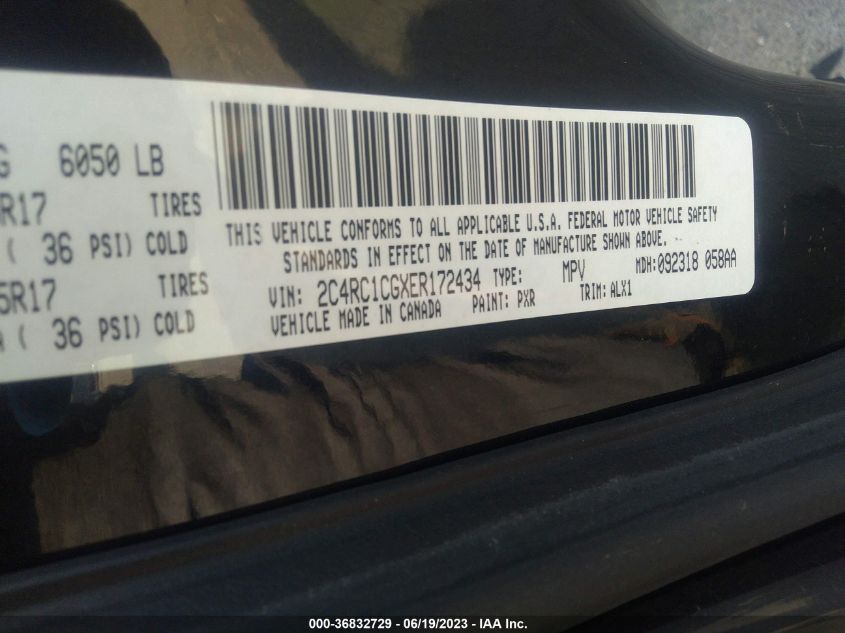 G 6050 LB
R17 TIRES
( 36 PSI) COLD
5R17
( 36 PSI) COLD
THIS VEHICLE CONFORMS TO ALL APPLICABLE U.S.A. FEDERAL MOTOR VEHICLE SAFETY
STANDARDS IN EFFECT ON THE DATE OF MANUFACTURE SHOWN ABOVE.
VIN: 2C4RC1CGXER172434 TYPE: MPV MDH:092318 058AA
VEHICLE MADE IN CANADA PAINT: PXR TRIM: ALX1
000-36832729 - 06/19/2023 - IAA Inc.